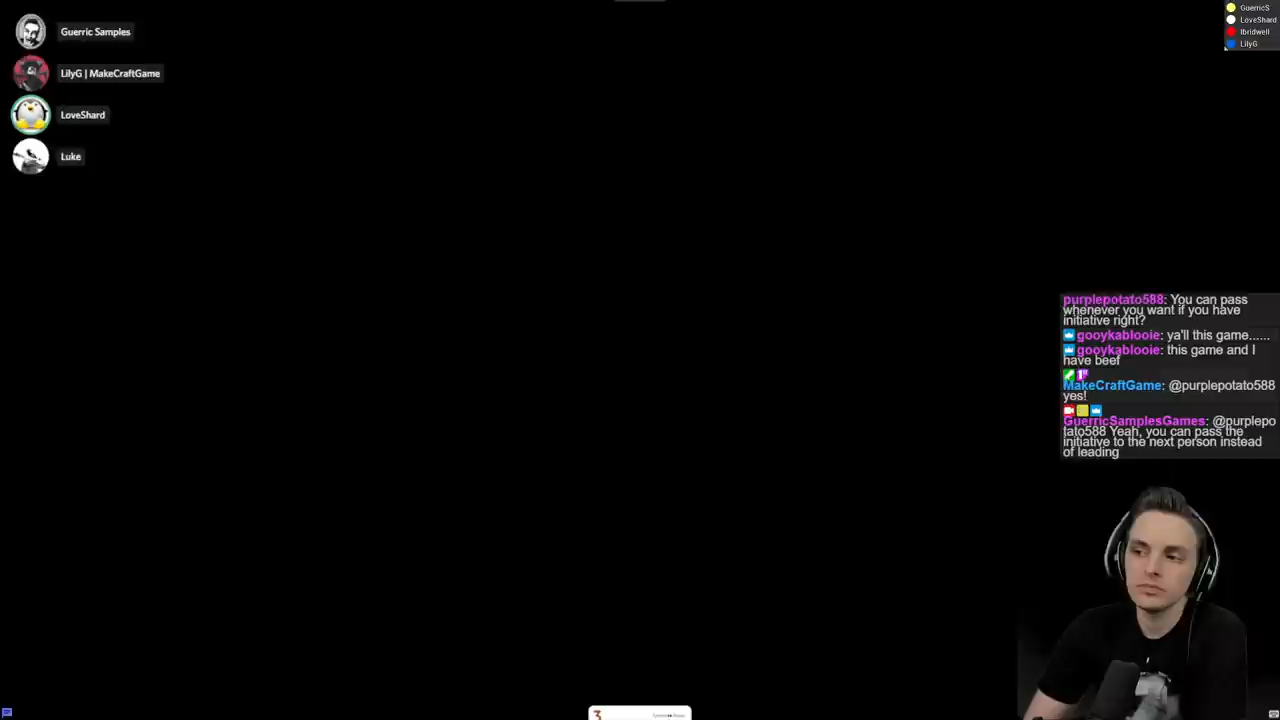 Guerric Samples
LilyG | MakeCraftGame
LoveShard
Luke
GuerricS
LoveShard
lbridwell
LilyG
purplepotato588: You can pass
whenever you want if you have
initiative right?
gooykablooie: ya'll this game......
gooykablooie: this game and I
have beef
MakeCraftGame: @purplepotato588
yes!
GuerricSamplesGames: @purplepo
tato588 Yeah, you can pass the
initiative to the next person instead
of leading
3